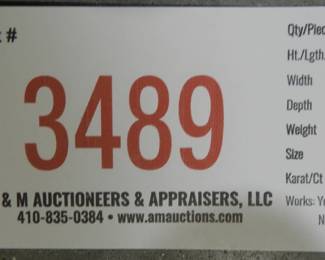 #
Qty/Piec
Ht./Lgth.
3489
Width
Depth
Weight
Size
Karat/Ct
& M AUCTIONEERS & APPRAISERS, LLC
Works: Ye
410-835-0384 • www.amauctions.com
N